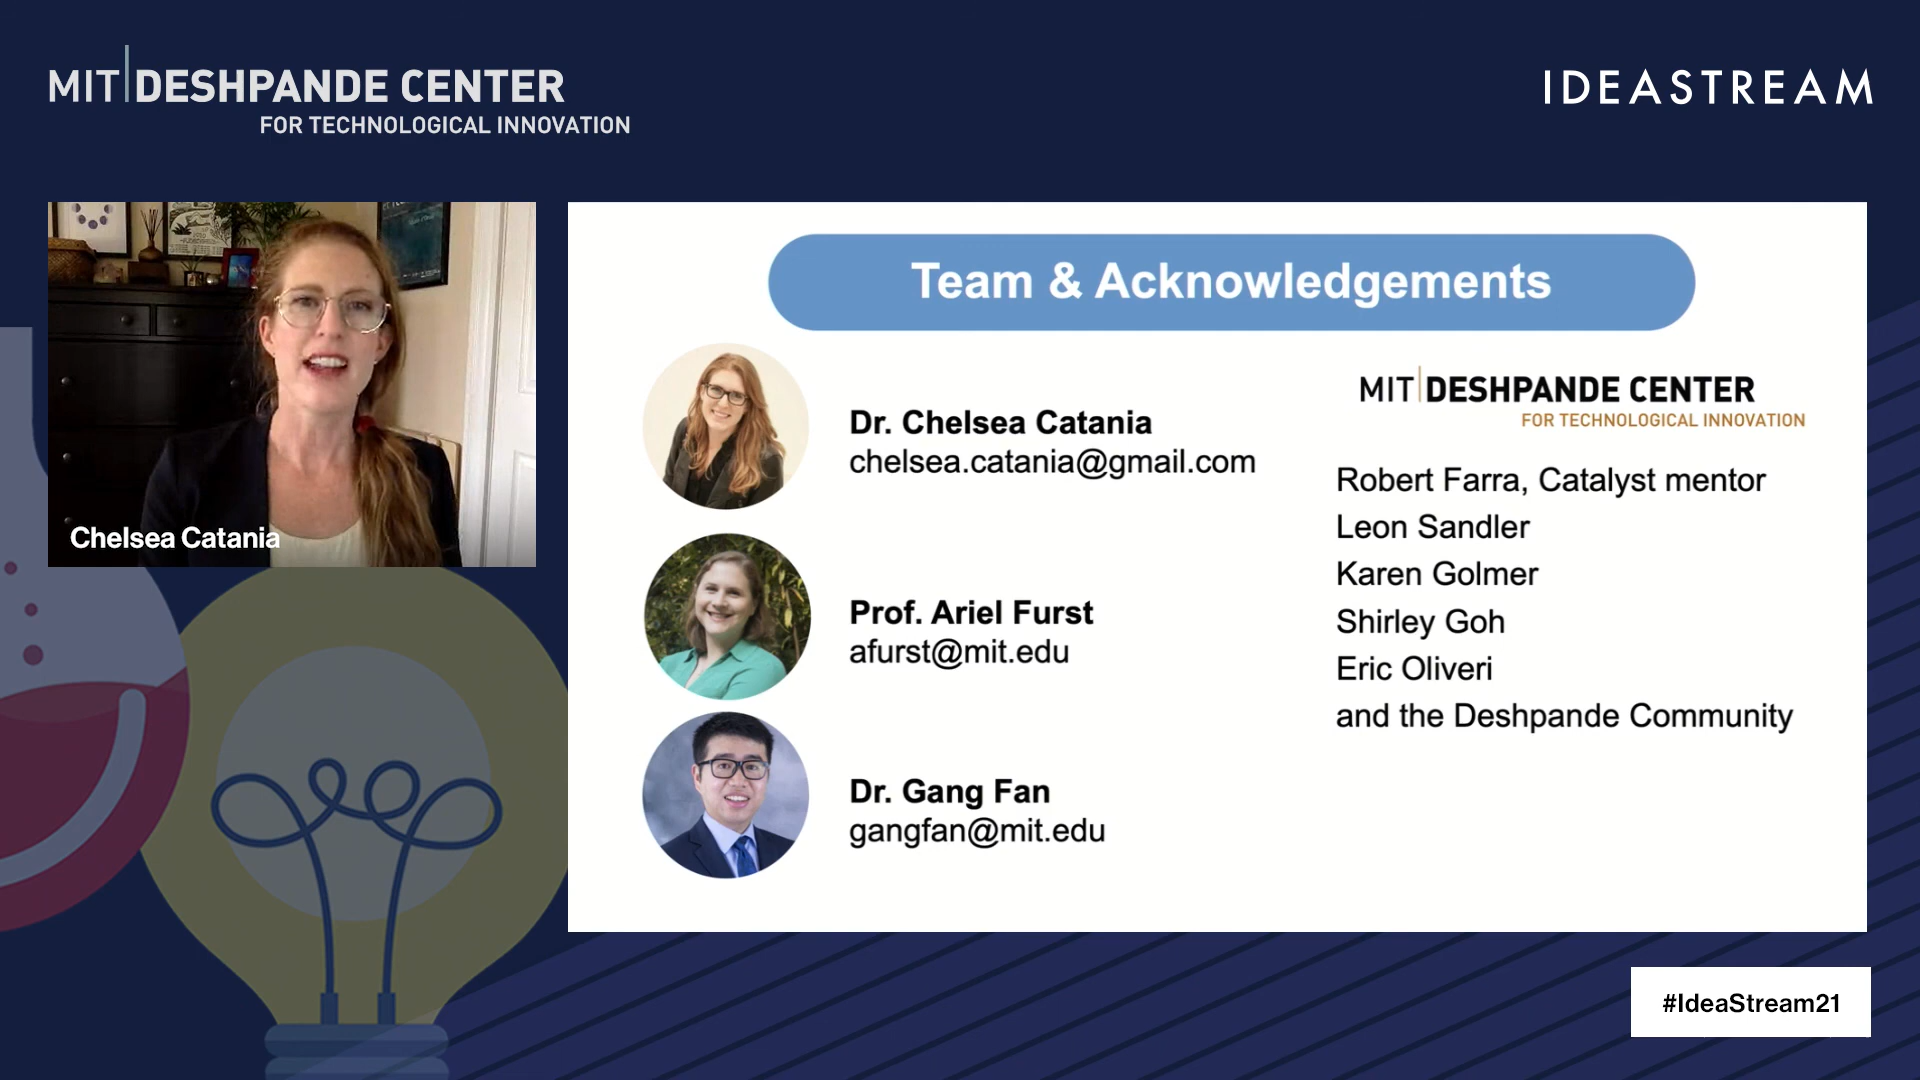 MIT DESHPANDE CENTER
FOR TECHNOLOGICAL INNOVATION
IDEASTREAM
Chelsea Catania
Team & Acknowledgements
Dr. Chelsea Catania
chelsea.catania@gmail.com
Prof. Ariel Furst
afurst@mit.edu
Dr. Gang Fan
gangfan@mit.edu
MIT DESHPANDE CENTER
FOR TECHNOLOGICAL INNOVATION
Robert Farra, Catalyst mentor
Leon Sandler
Karen Golmer
Shirley Goh
Eric Oliveri
and the Deshpande Community
#IdeaStream21